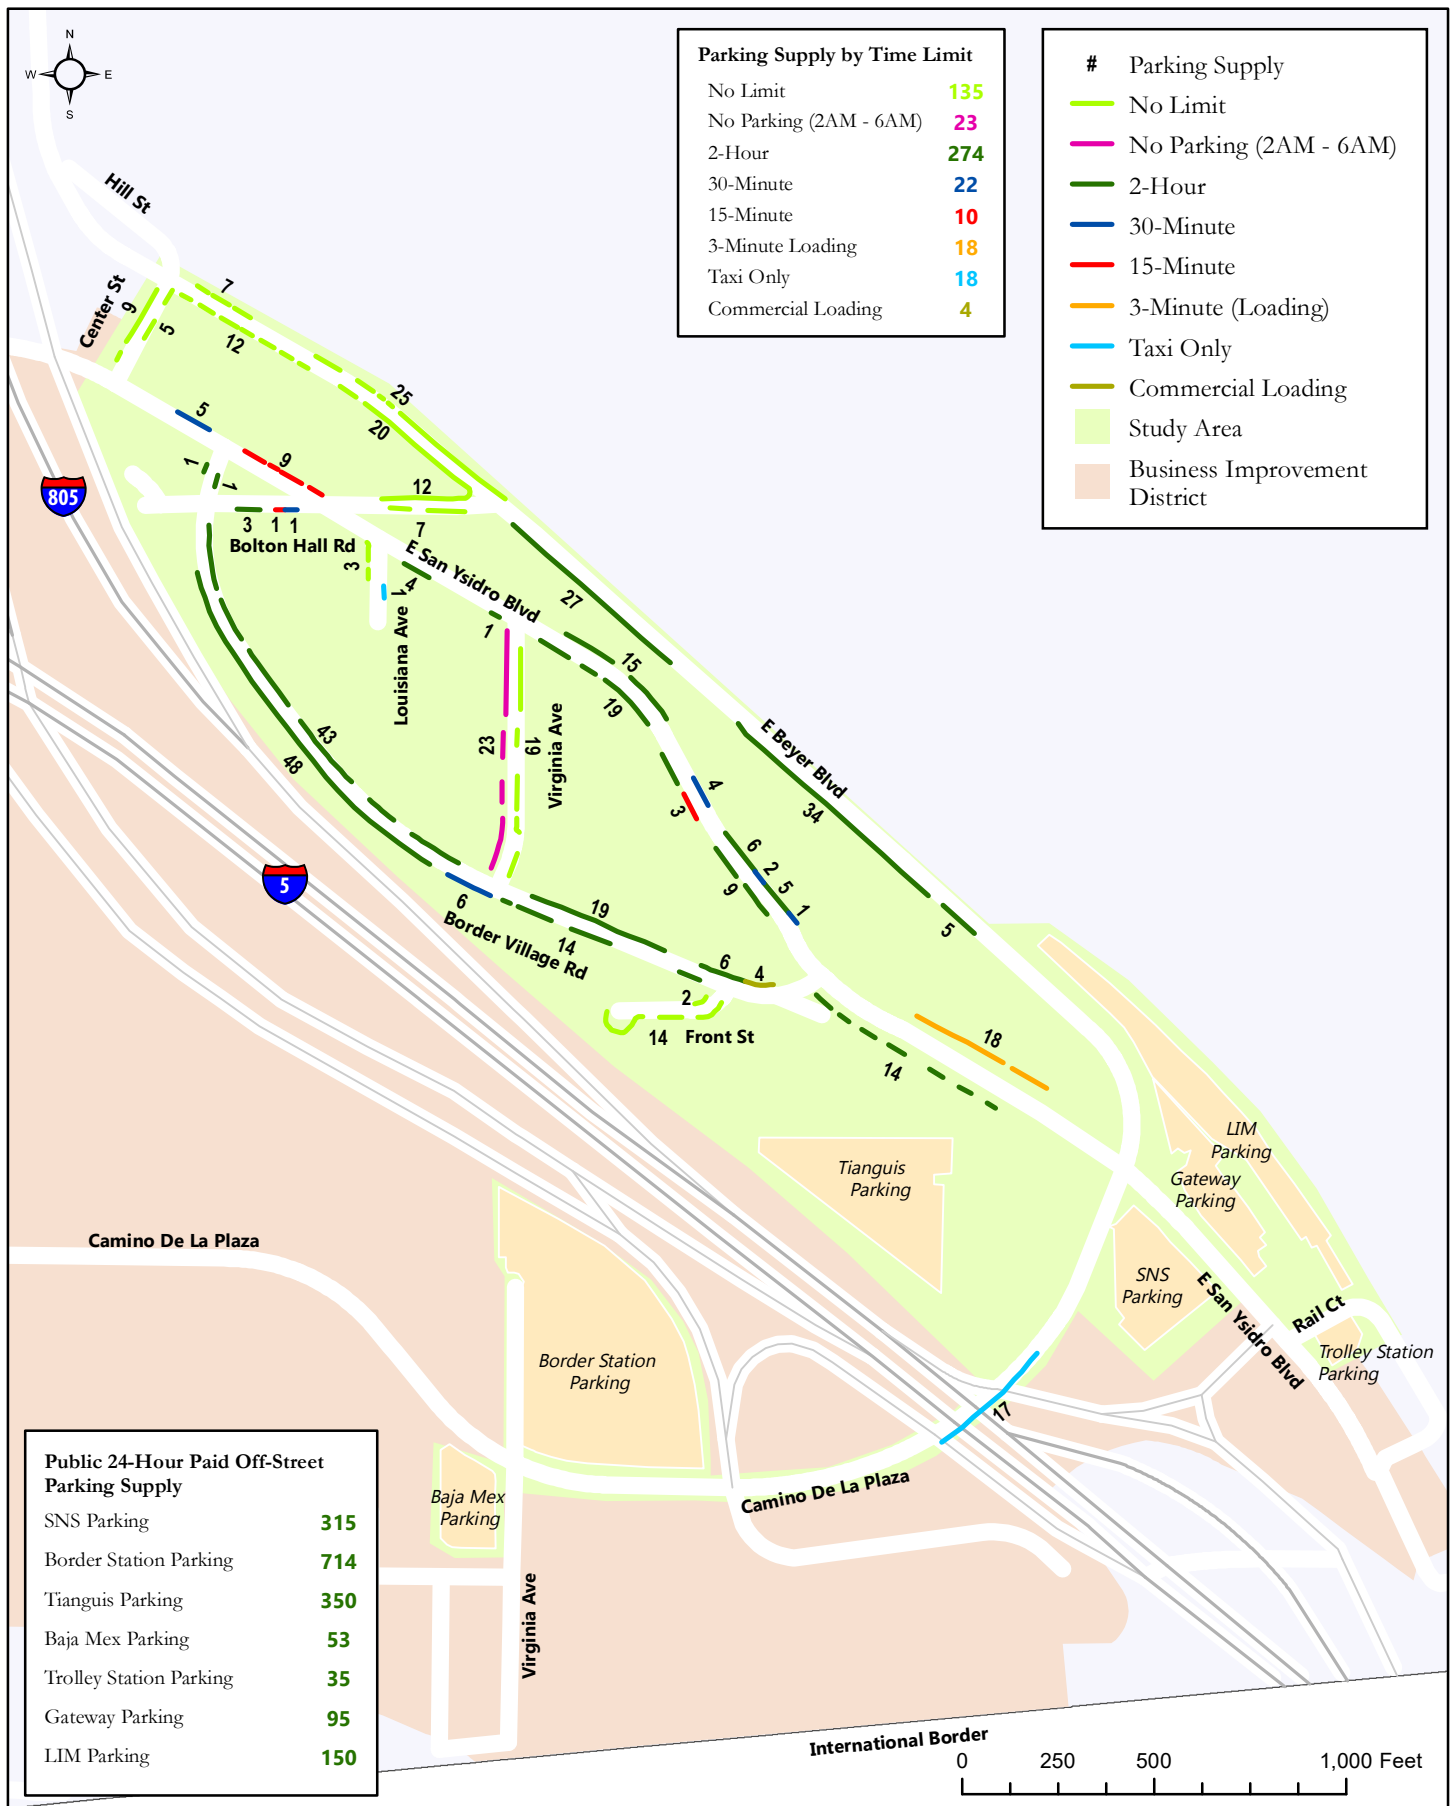 N
W
E
S
Parking Supply by Time Limit
No Limit 135
No Parking (2AM - 6AM) 23
2-Hour 274
30-Minute 22
15-Minute 10
3-Minute Loading 18
Taxi Only 18
Commercial Loading 4
# Parking Supply
No Limit
No Parking (2AM - 6AM)
2-Hour
30-Minute
15-Minute
3-Minute (Loading)
Taxi Only
Commercial Loading
Study Area
Business Improvement
District
Hill St
Center St
9
5
7
12
25
20
5
9
1
1
12
7
3
1
1
Bolton Hall Rd
805
E San Ysidro Blvd
3
1
4
Louisiana Ave
1
27
15
19
23
19
Virginia Ave
43
48
E Beyer Blvd
34
4
3
6
2
5
1
9
5
5
6
19
14
Border Village Rd
6
4
2
14
Front St
18
14
LIM
Parking
Gateway
Parking
Tianguis
Parking
SNS
Parking
Camino De La Plaza
Border Station
Parking
E San Ysidro Blvd
Rail Ct
Trolley Station
Parking
17
Camino De La Plaza
Baja Mex
Parking
Virginia Ave
Public 24-Hour Paid Off-Street
Parking Supply
SNS Parking 315
Border Station Parking 714
Tianguis Parking 350
Baja Mex Parking 53
Trolley Station Parking 35
Gateway Parking 95
LIM Parking 150
International Border
0 250 500 1,000 Feet